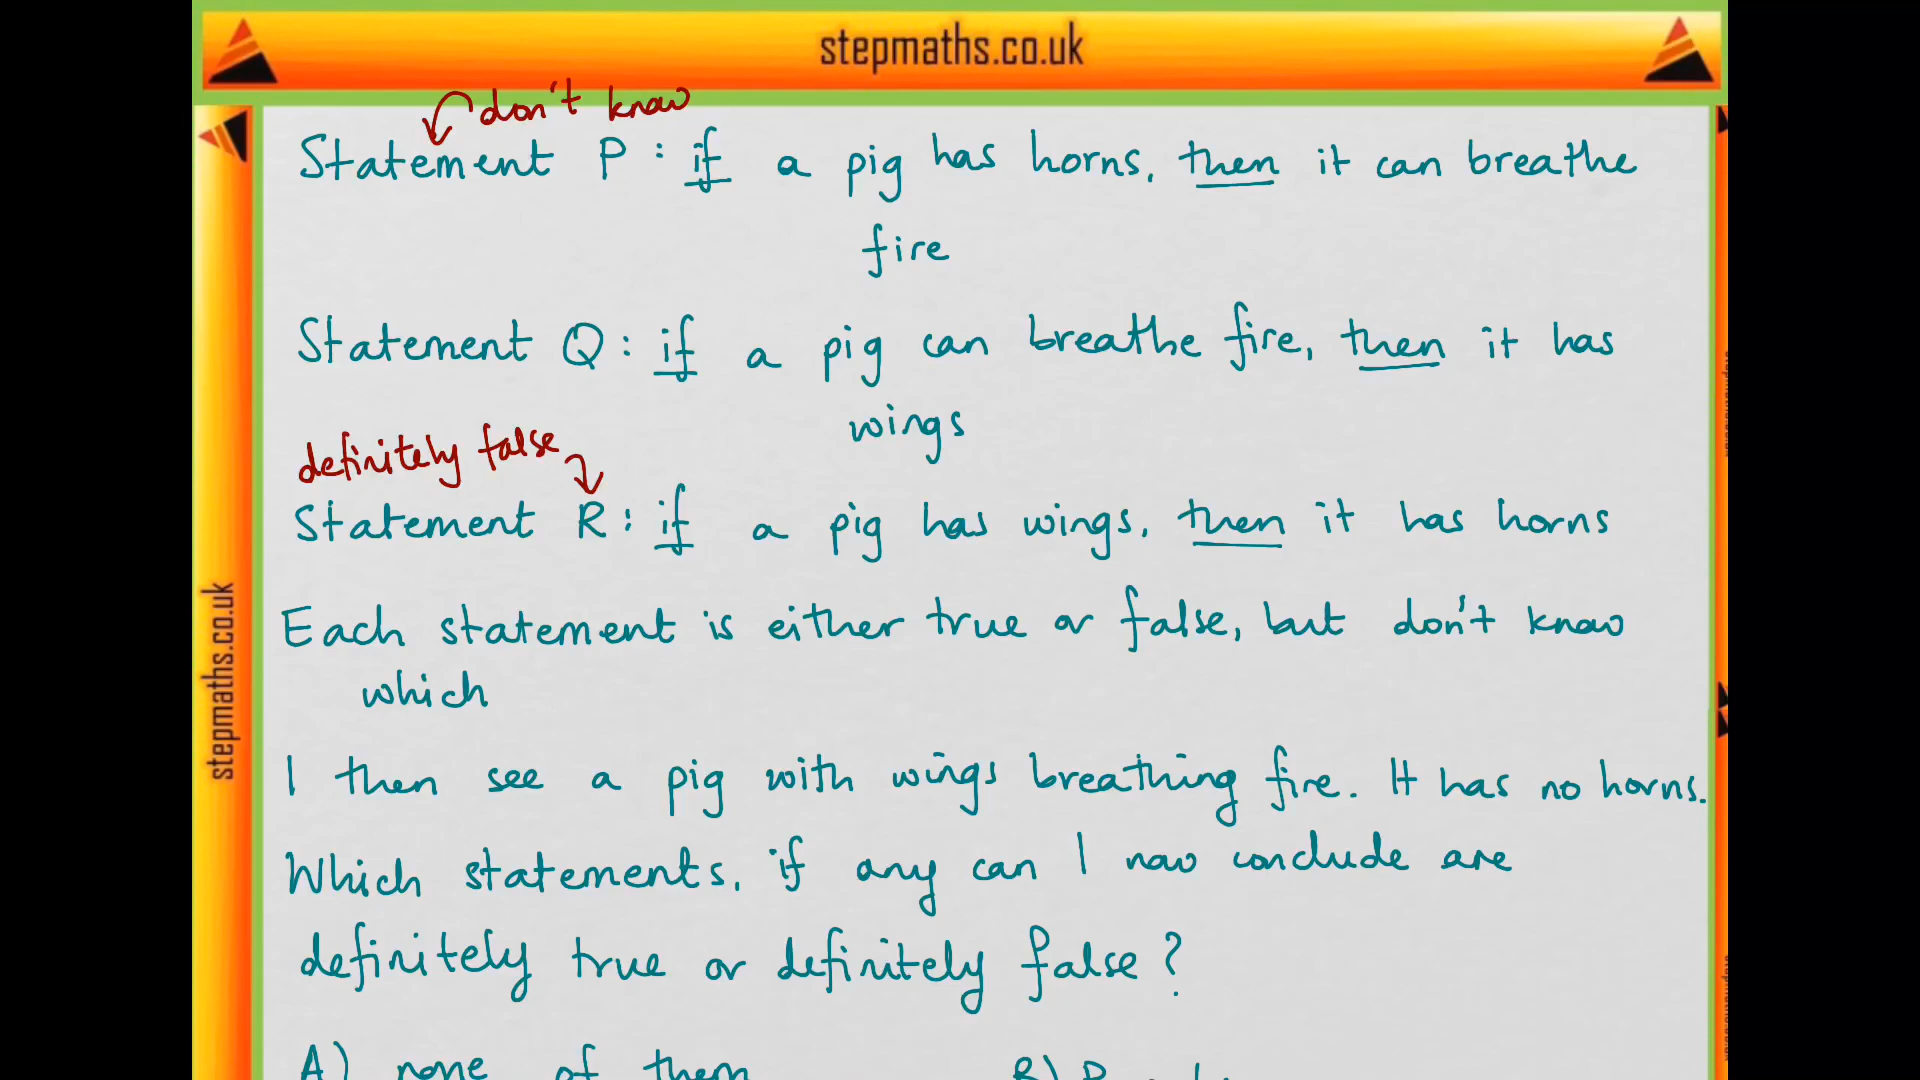 stepmaths.co.uk
don't know
Statement P : if a pig has horns, then it can breathe
fire
Statement Q : if a pig can breathe fire, then it has
wings
definitely false
Statement R : if a pig has wings, then it has horns
Each statement is either true or false, but don't know
which
stepmaths.co.uk
I then see a pig with wings breathing fire. It has no horns.
Which statements, if any can I now conclude are
definitely true or definitely false?
A) none of them
B)